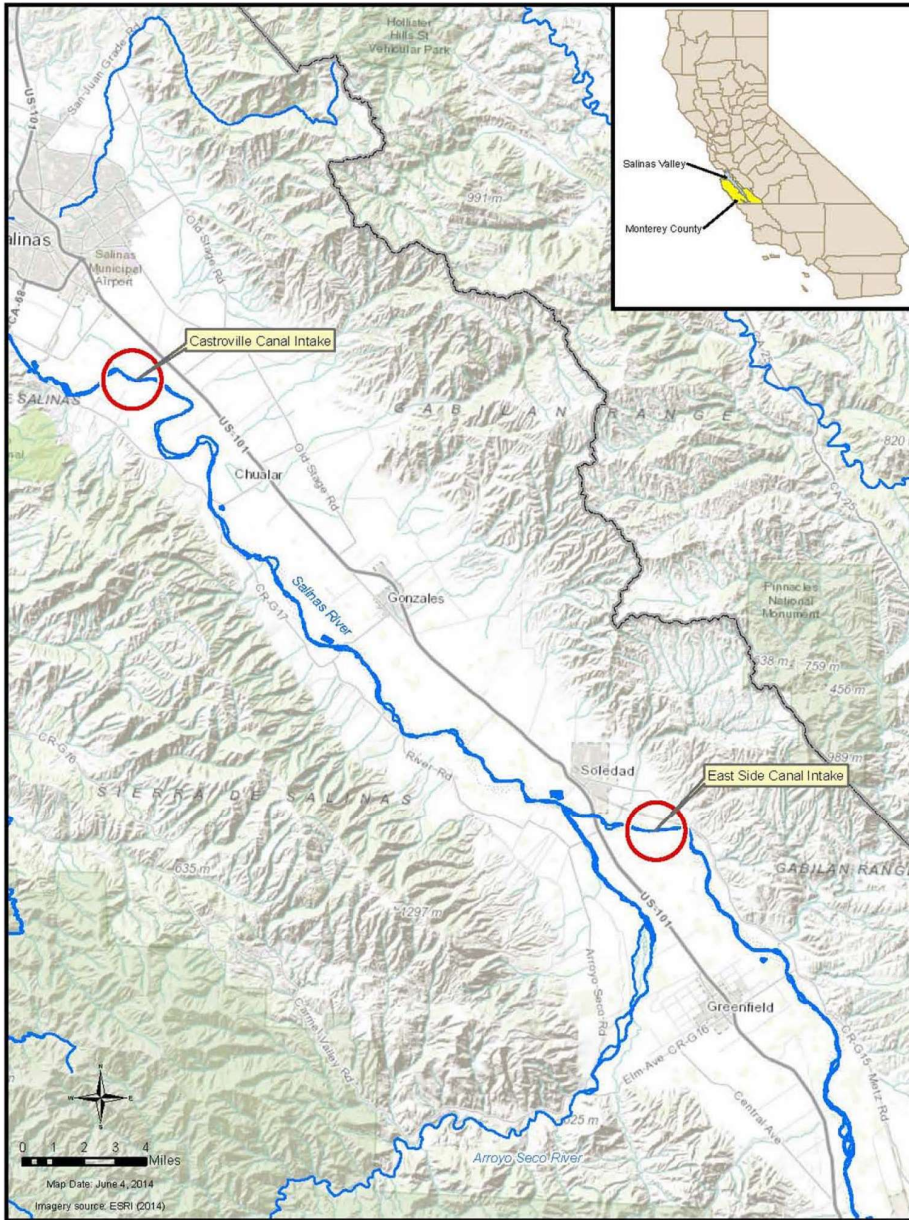 Hollister
Hills St
Vehicular Park
San Juan Grade Rd
US-101
Salinas Valley
Monterey County
991 m
Old Stage Rd
alinas
Salinas
Municipal
Airport
CA-68
Castroville Canal Intake
E SALINAS
GABILAN RANGE
US-101
Old Stage Rd
Chualar
820
CA-25
Salinas River
CR-G17
Gonzales
Pinnacles
National
Monument
638 m
759 m
456 m
CR-G16
River Rd
989 m
Soledad
East Side Canal Intake
SIERRA DE SALINAS
635 m
GABILAN RANGE
1297 m
US-101
Arroyo Seco Rd
Carmel Valley Rd
Greenfield
Elm-Ave CR-G16
CR-G15
Metz Rd
Central Ave
N
W
E
S
625 m
Arroyo Seco River
0 1 2 3 4
Miles
Map Date: June 4, 2014
Imagery source: ESRI (2014)